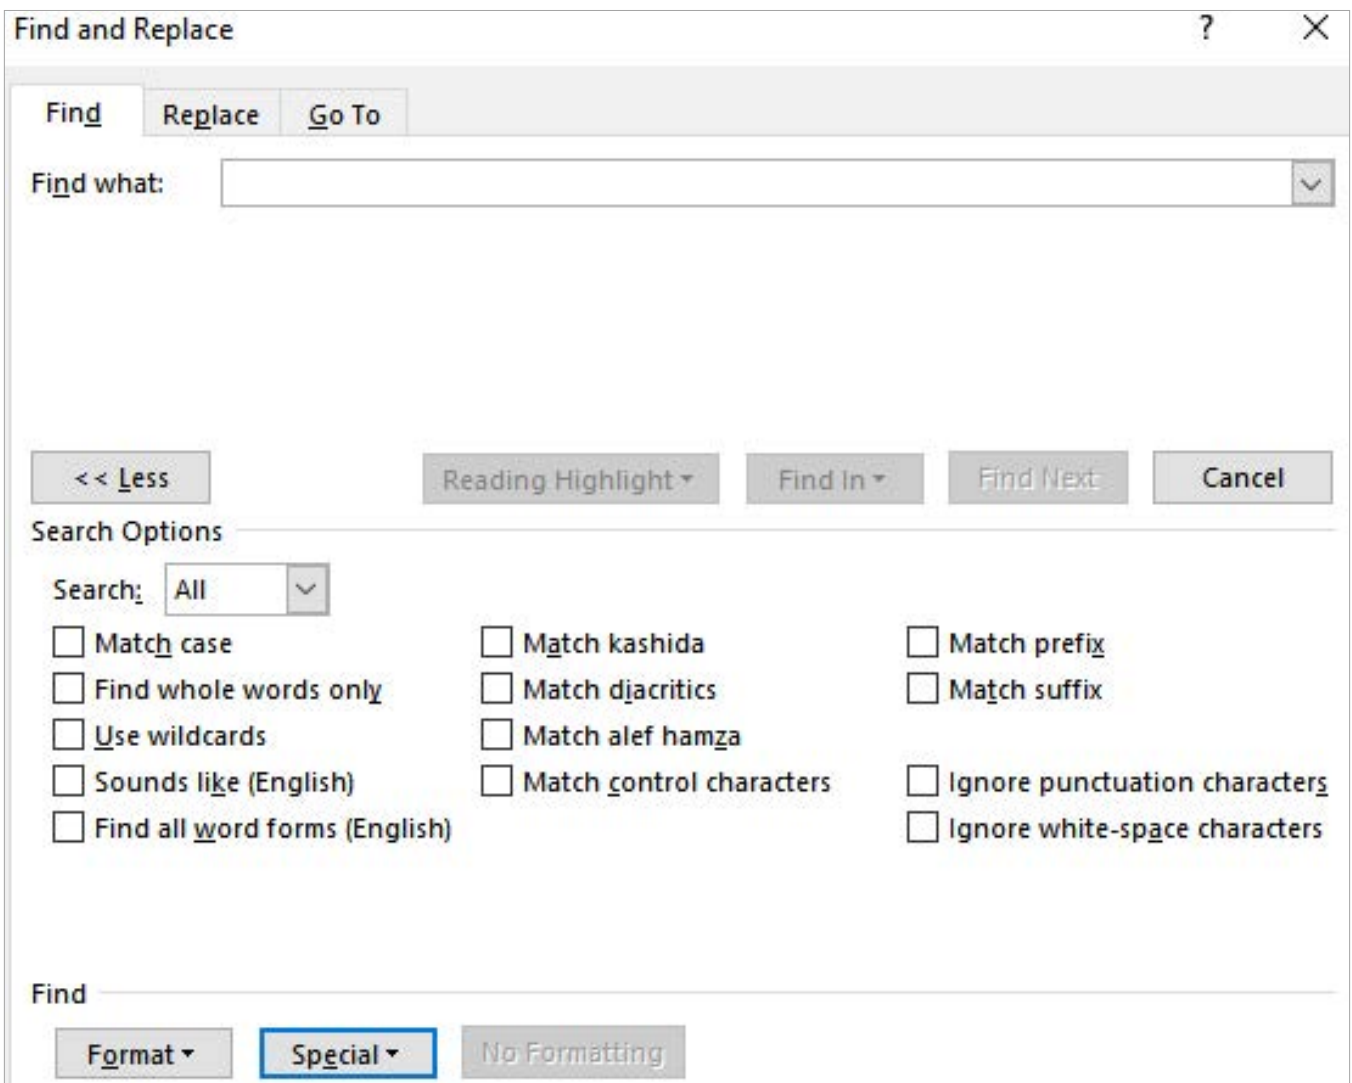 Find and Replace ? ×
Find Replace Go To
Find what:
<< Less Reading Highlight Find In Find Next Cancel
Search Options
Search: All
Match case Match kashida Match prefix
Find whole words only Match diacritics Match suffix
Use wildcards Match alef hamza
Sounds like (English) Match control characters Ignore punctuation characters
Find all word forms (English) Ignore white-space characters
Find
Format Special No Formatting